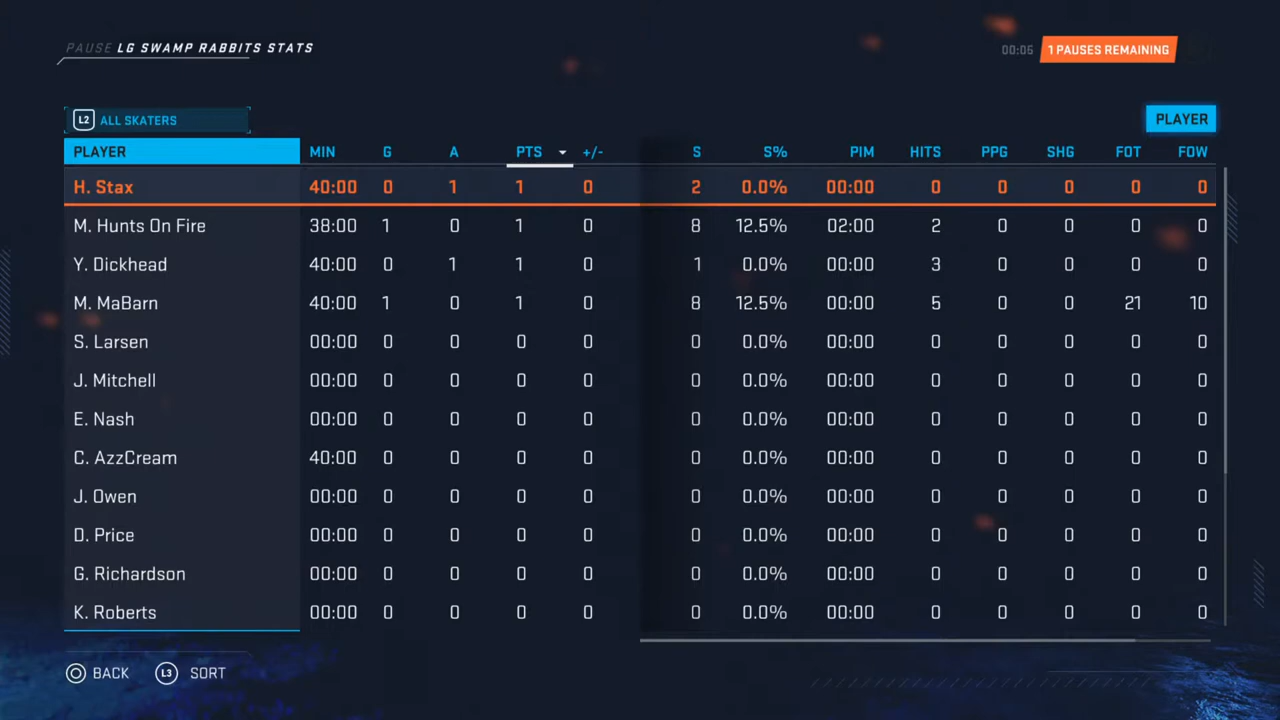 PAUSE LG SWAMP RABBITS STATS
00:05 1 PAUSES REMAINING
L2 ALL SKATERS
PLAYER
PLAYER MIN G A PTS +/- S S% PIM HITS PPG SHG FOT FOW
H. Stax 40:00 0 1 1 0 2 0.0% 00:00 0 0 0 0 0
M. Hunts On Fire 38:00 1 0 1 0 8 12.5% 02:00 2 0 0 0 0
Y. Dickhead 40:00 0 1 1 0 1 0.0% 00:00 3 0 0 0 0
M. MaBarn 40:00 1 0 1 0 8 12.5% 00:00 5 0 0 21 10
S. Larsen 00:00 0 0 0 0 0 0.0% 00:00 0 0 0 0 0
J. Mitchell 00:00 0 0 0 0 0 0.0% 00:00 0 0 0 0 0
E. Nash 00:00 0 0 0 0 0 0.0% 00:00 0 0 0 0 0
C. AzzCream 40:00 0 0 0 0 0 0.0% 00:00 0 0 0 0 0
J. Owen 00:00 0 0 0 0 0 0.0% 00:00 0 0 0 0 0
D. Price 00:00 0 0 0 0 0 0.0% 00:00 0 0 0 0 0
G. Richardson 00:00 0 0 0 0 0 0.0% 00:00 0 0 0 0 0
K. Roberts 00:00 0 0 0 0 0 0.0% 00:00 0 0 0 0 0
BACK L3 SORT